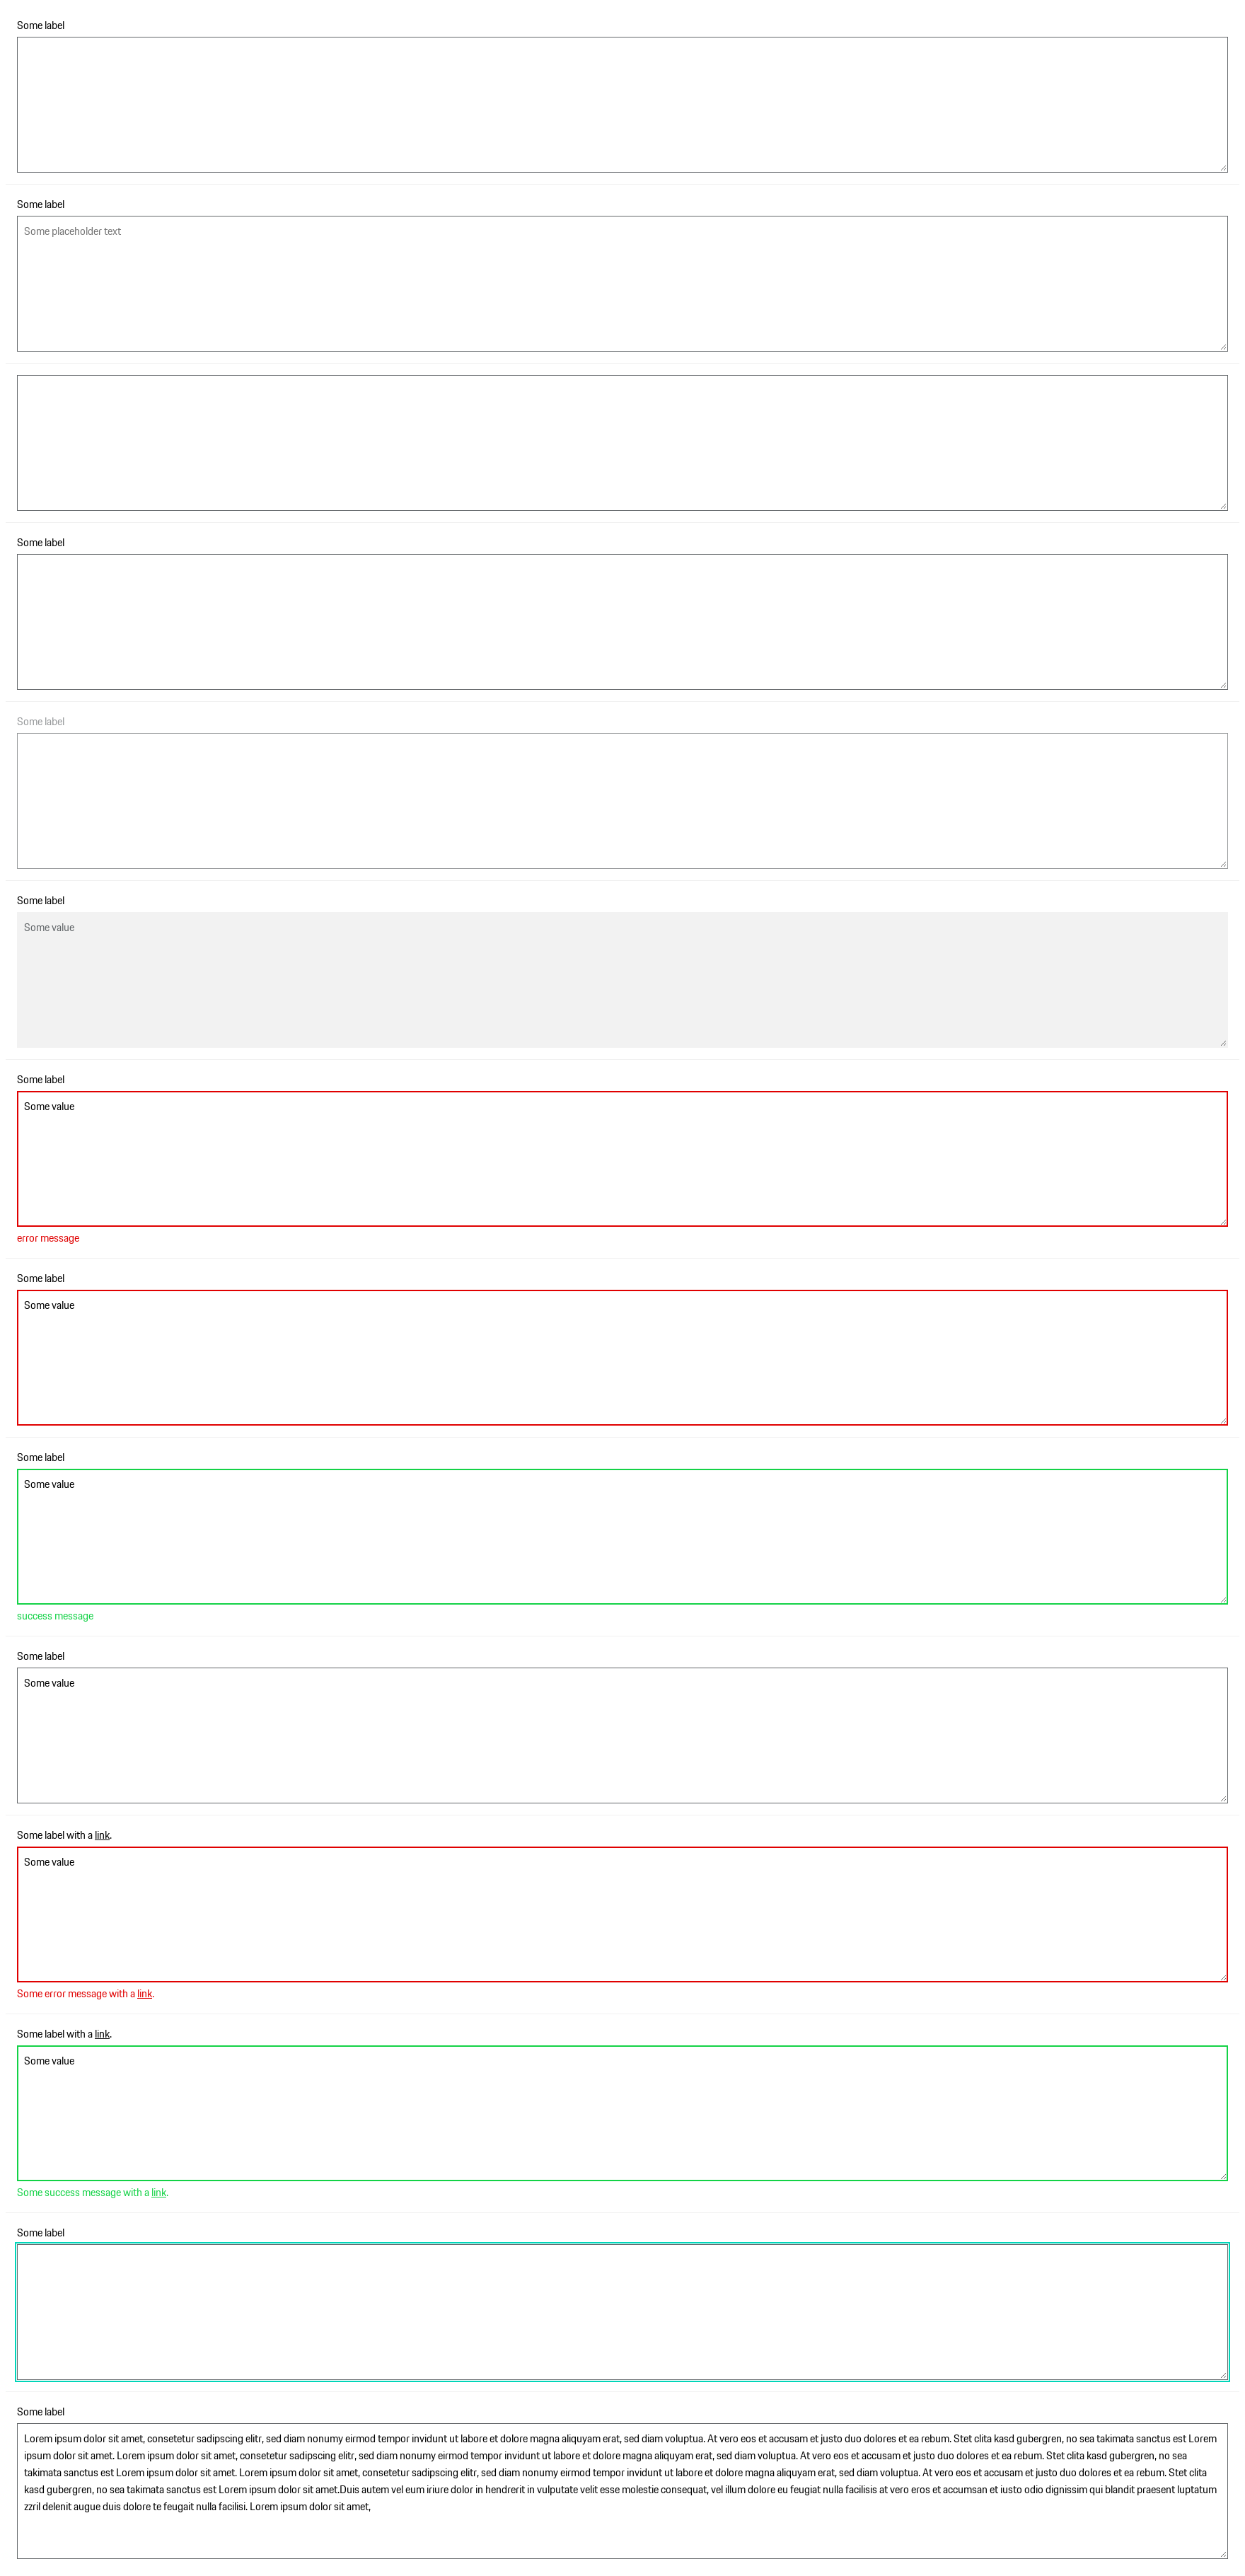 Some label
Some label
Some placeholder text
Some label
Some label
Some label
Some value
Some label
Some value
error message
Some label
Some value
Some label
Some value
success message
Some label
Some value
Some label with a link.
Some value
Some error message with a link.
Some label with a link.
Some value
Some success message with a link.
Some label
Some label
Lorem ipsum dolor sit amet, consetetur sadipscing elitr, sed diam nonumy eirmod tempor invidunt ut labore et dolore magna aliquyam erat, sed diam voluptua. At vero eos et accusam et justo duo dolores et ea rebum. Stet clita kasd gubergren, no sea takimata sanctus est Lorem
ipsum dolor sit amet. Lorem ipsum dolor sit amet, consetetur sadipscing elitr, sed diam nonumy eirmod tempor invidunt ut labore et dolore magna aliquyam erat, sed diam voluptua. At vero eos et accusam et justo duo dolores et ea rebum. Stet clita kasd gubergren, no sea
takimata sanctus est Lorem ipsum dolor sit amet. Lorem ipsum dolor sit amet, consetetur sadipscing elitr, sed diam nonumy eirmod tempor invidunt ut labore et dolore magna aliquyam erat, sed diam voluptua. At vero eos et accusam et justo duo dolores et ea rebum. Stet clita
kasd gubergren, no sea takimata sanctus est Lorem ipsum dolor sit amet.Duis autem vel eum iriure dolor in hendrerit in vulputate velit esse molestie consequat, vel illum dolore eu feugiat nulla facilisis at vero eros et accumsan et iusto odio dignissim qui blandit praesent luptatum
zzril delenit augue duis dolore te feugait nulla facilisi. Lorem ipsum dolor sit amet,